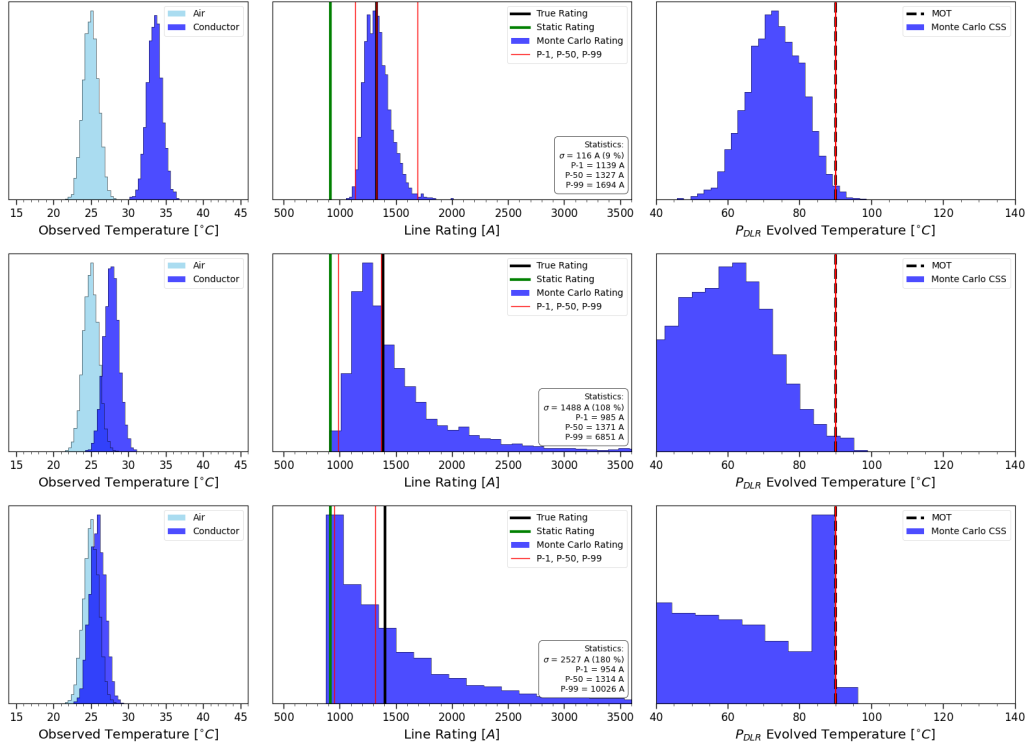 Air
Conductor
15 20 25 30 35 40 45
Observed Temperature [°C]
True Rating
Static Rating
Monte Carlo Rating
P-1, P-50, P-99
Statistics:
σ = 116 A (9 %)
P-1 = 1139 A
P-50 = 1327 A
P-99 = 1694 A
500 1000 1500 2000 2500 3000 3500
Line Rating [A]
MOT
Monte Carlo CSS
40 60 80 100 120 140
P_DLR Evolved Temperature [°C]
Air
Conductor
15 20 25 30 35 40 45
Observed Temperature [°C]
True Rating
Static Rating
Monte Carlo Rating
P-1, P-50, P-99
Statistics:
σ = 1488 A (108 %)
P-1 = 985 A
P-50 = 1371 A
P-99 = 6851 A
500 1000 1500 2000 2500 3000 3500
Line Rating [A]
MOT
Monte Carlo CSS
40 60 80 100 120 140
P_DLR Evolved Temperature [°C]
Air
Conductor
15 20 25 30 35 40 45
Observed Temperature [°C]
True Rating
Static Rating
Monte Carlo Rating
P-1, P-50, P-99
Statistics:
σ = 2527 A (180 %)
P-1 = 954 A
P-50 = 1314 A
P-99 = 10026 A
500 1000 1500 2000 2500 3000 3500
Line Rating [A]
MOT
Monte Carlo CSS
40 60 80 100 120 140
P_DLR Evolved Temperature [°C]